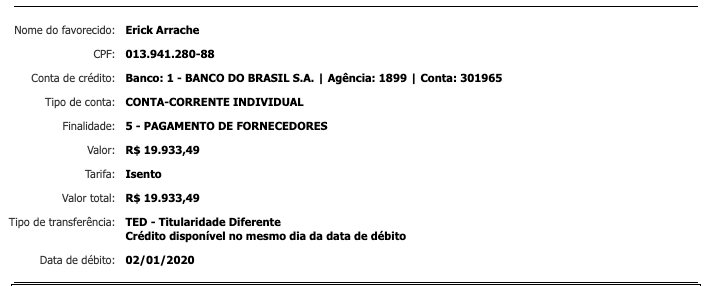 Nome do favorecido: Erick Arrache
CPF: 013.941.280-88
Conta de crédito: Banco: 1 - BANCO DO BRASIL S.A. | Agência: 1899 | Conta: 301965
Tipo de conta: CONTA-CORRENTE INDIVIDUAL
Finalidade: 5 - PAGAMENTO DE FORNECEDORES
Valor: R$ 19.933,49
Tarifa: Isento
Valor total: R$ 19.933,49
Tipo de transferência: TED - Titularidade Diferente
Crédito disponível no mesmo dia da data de débito
Data de débito: 02/01/2020